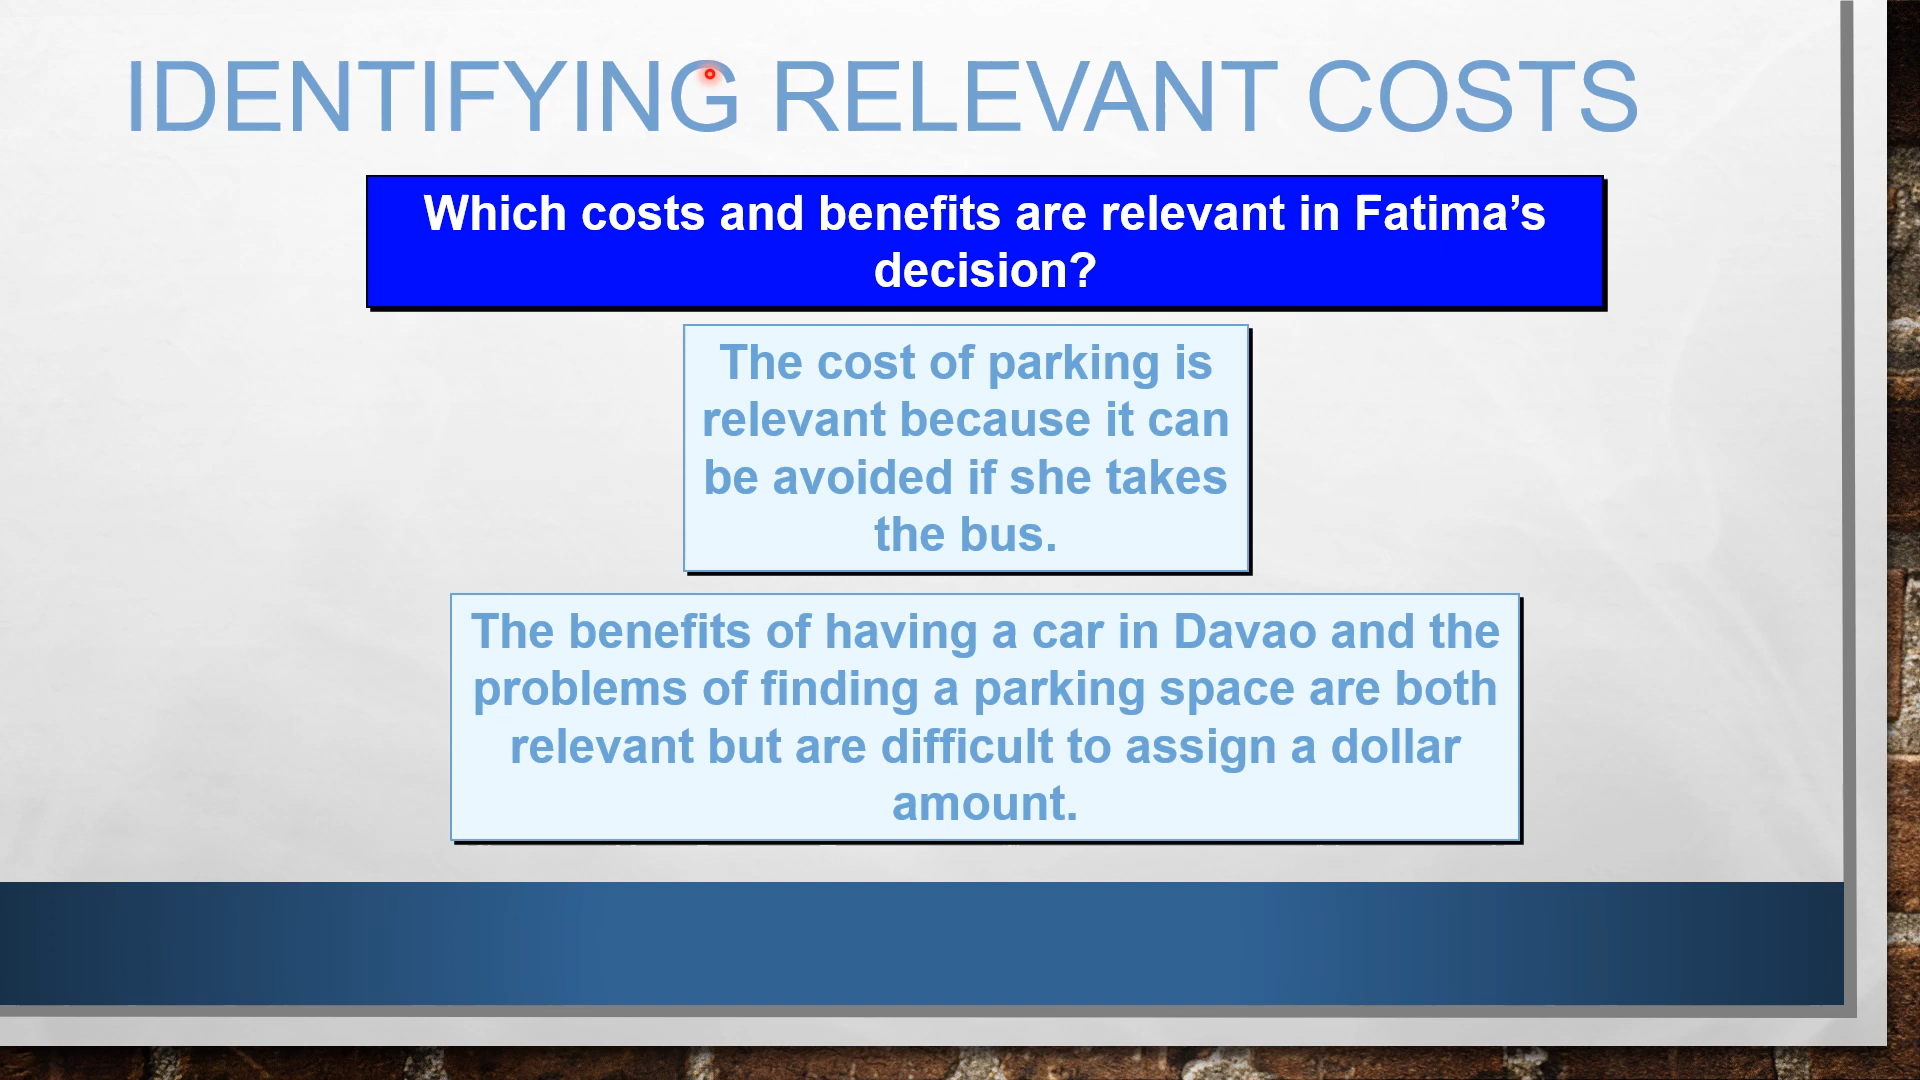 IDENTIFYING RELEVANT COSTS
Which costs and benefits are relevant in Fatima’s
decision?
The cost of parking is
relevant because it can
be avoided if she takes
the bus.
The benefits of having a car in Davao and the
problems of finding a parking space are both
relevant but are difficult to assign a dollar
amount.